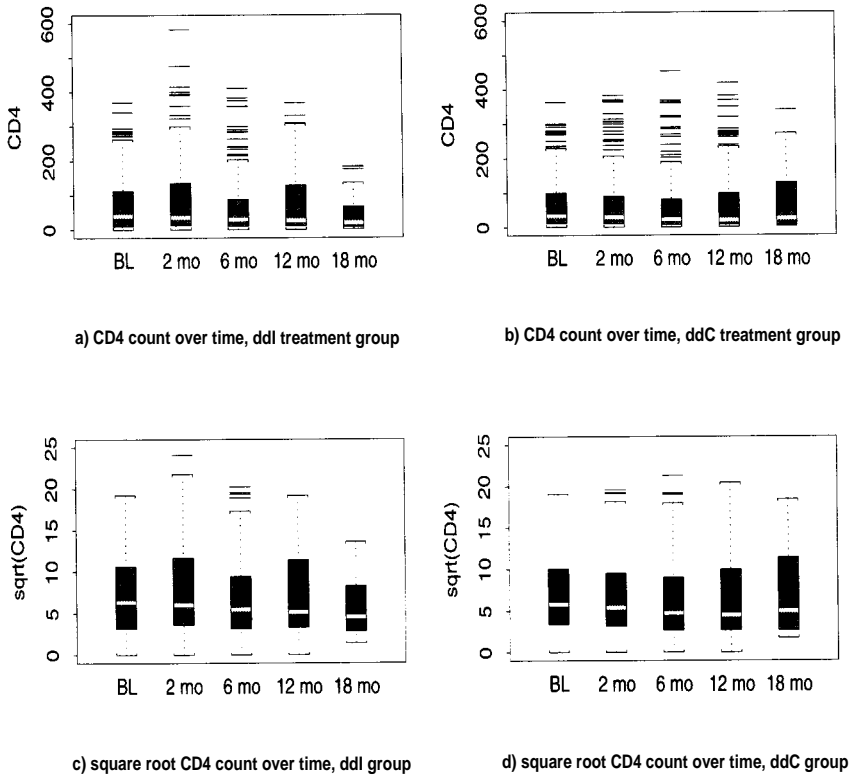 600
400
200
0
CD4
BL 2 mo 6 mo 12 mo 18 mo
a) CD4 count over time, ddI treatment group
600
400
200
0
CD4
BL 2 mo 6 mo 12 mo 18 mo
b) CD4 count over time, ddC treatment group
25
20
15
10
5
0
sqrt(CD4)
BL 2 mo 6 mo 12 mo 18 mo
c) square root CD4 count over time, ddI group
25
20
15
10
5
0
sqrt(CD4)
BL 2 mo 6 mo 12 mo 18 mo
d) square root CD4 count over time, ddC group